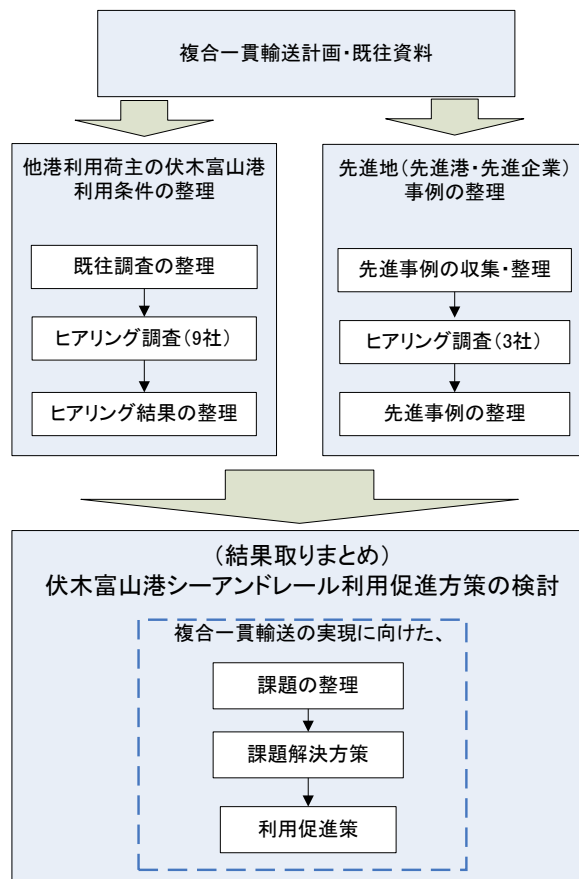 複合一貫輸送計画・既往資料
他港利用荷主の伏木富山港
利用条件の整理
既往調査の整理
ヒアリング調査(9社)
ヒアリング結果の整理
先進地(先進港・先進企業)
事例の整理
先進事例の収集・整理
ヒアリング調査(3社)
先進事例の整理
(結果取りまとめ)
伏木富山港シーアンドレール利用促進方策の検討
複合一貫輸送の実現に向けた、
課題の整理
課題解決方策
利用促進策